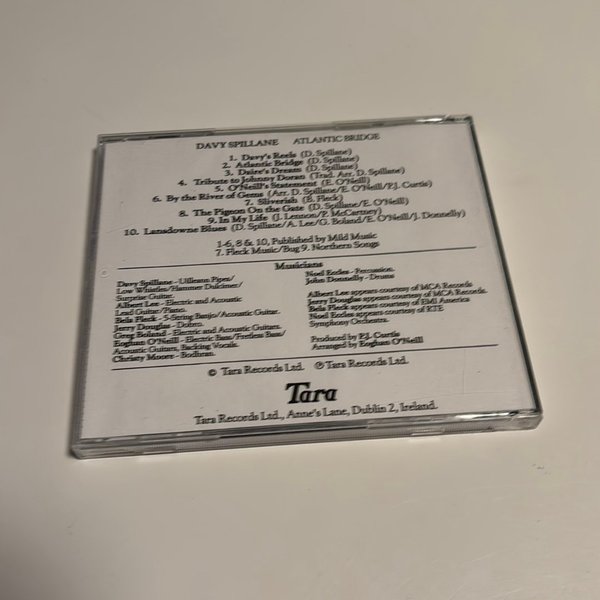 DAVY SPILLANE ATLANTIC BRIDGE
1. Davy's Reels (D. Spillane)
2. Atlantic Bridge (D. Spillane)
3. Daire's Dream (D. Spillane)
4. Tribute to Johnny Doran (Trad. Arr. D. Spillane)
5. O'Neill's Statement (E. O'Neill)
6. By the River of Gems (Arr. D. Spillane/E. O'Neill/P.J. Curtis)
7. Sliverish (B. Fleck)
8. The Pigeon On the Gate (D. Spillane/E. O'Neill)
9. In My Life (J. Lennon/P. McCartney)
10. Lansdowne Blues (D. Spillane/A. Lee/G. Boland/E. O'Neill/J. Donnelly)
1-6, 8 & 10, Published by Mild Music
7. Fleck Music/Bug 9. Northern Songs
Musicians
Davy Spillane - Uilleann Pipes/
Low Whistles/Hammer Dulcimer/
Surprise Guitar.
Albert Lee - Electric and Acoustic
Lead Guitar/Piano.
Bela Fleck - 5-String Banjo/Acoustic Guitar.
Jerry Douglas - Dobro.
Greg Boland - Electric and Acoustic Guitars.
Eoghan O'Neill - Electric Bass/Fretless Bass/
Acoustic Guitars, Backing Vocals.
Christy Moore - Bodhran.
Noel Eccles - Percussion.
John Donnelly - Drums
Albert Lee appears courtesy of MCA Records
Jerry Douglas appears courtesy of MCA Records
Bela Fleck appears courtesy of EMI America
Noel Eccles appears courtesy of RTE
Symphony Orchestra.
Produced by P.J. Curtis
Arranged by Eoghan O'Neill
© Tara Records Ltd. ℗ Tara Records Ltd.
Tara
Tara Records Ltd., Anne's Lane, Dublin 2, Ireland.